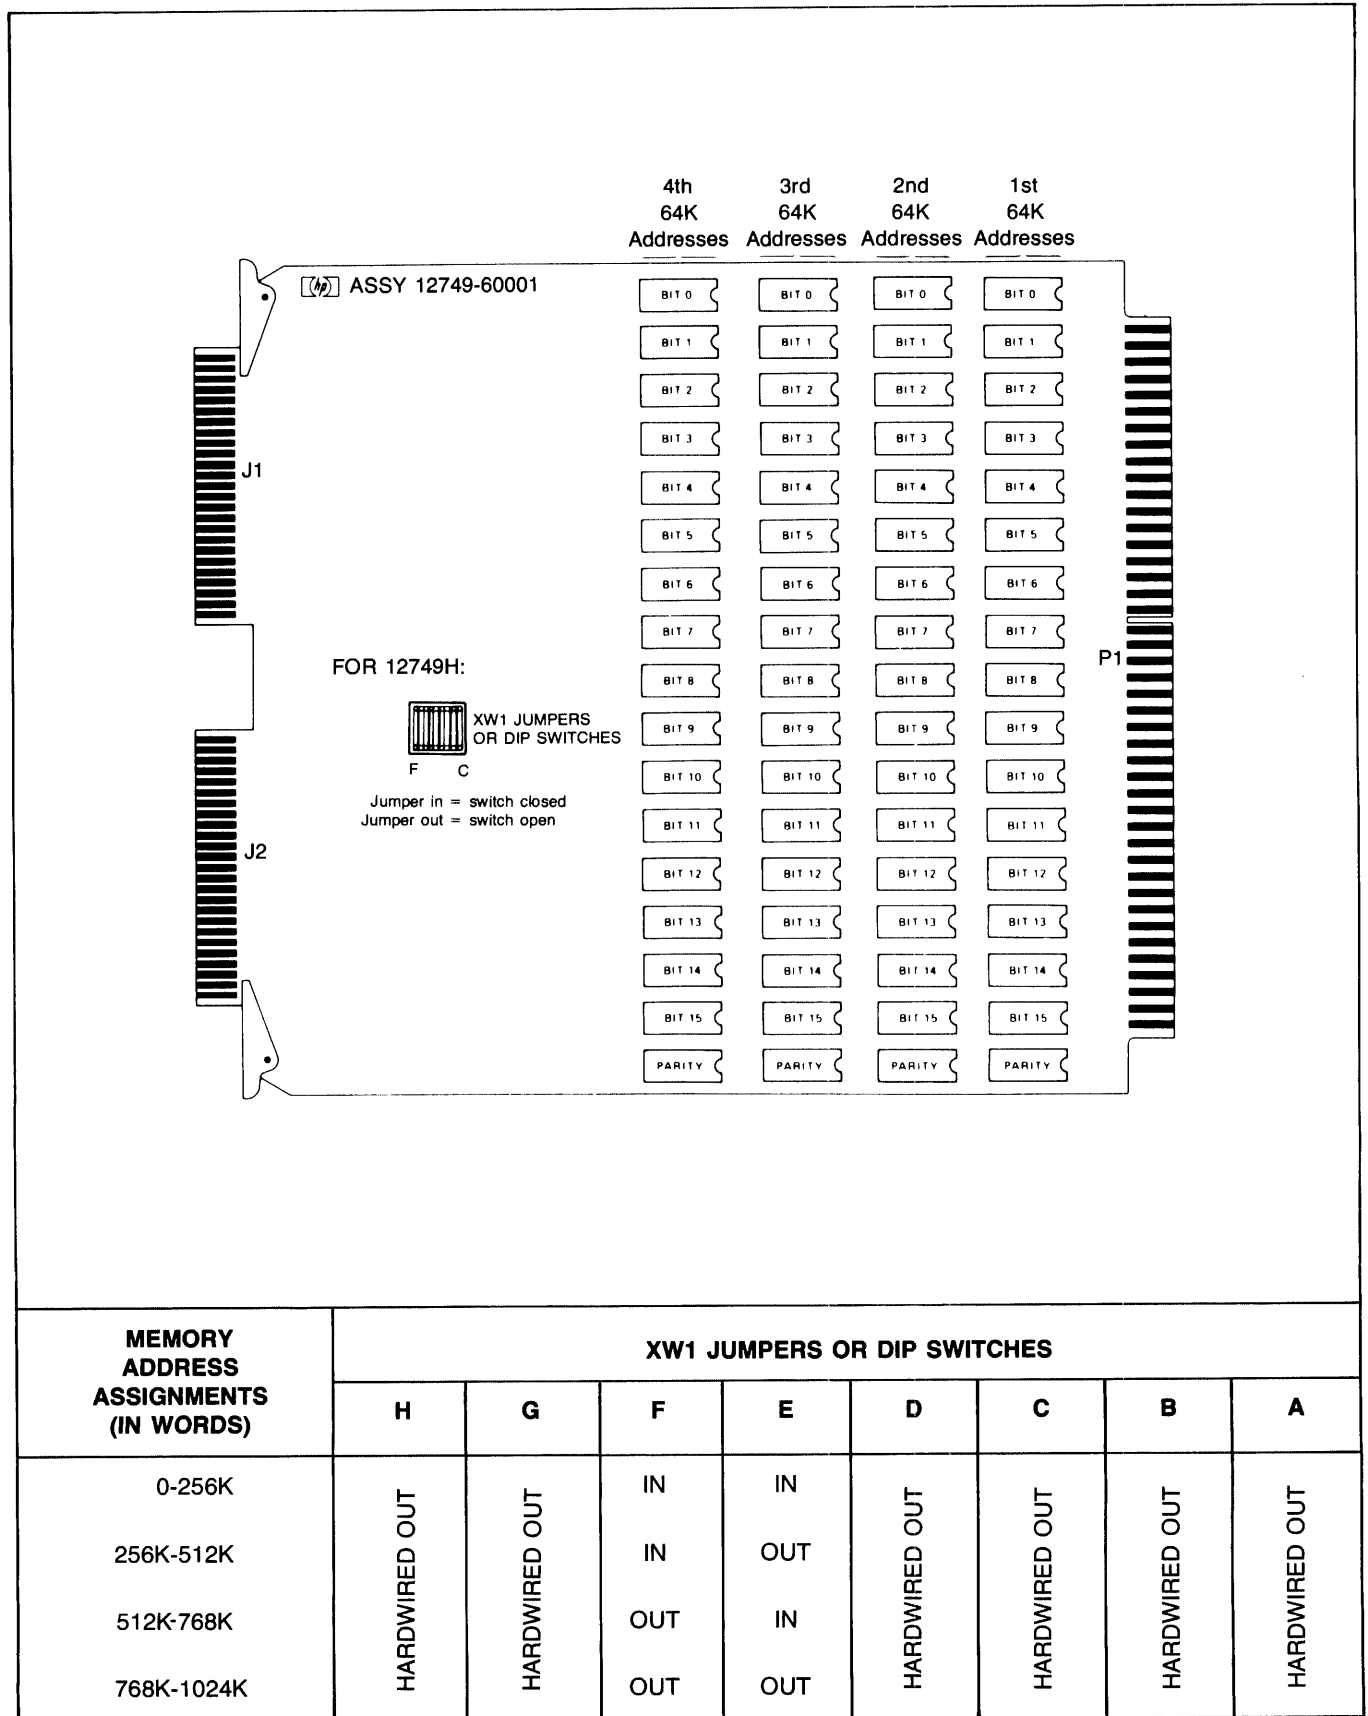 4th 3rd 2nd 1st
64K 64K 64K 64K
Addresses Addresses Addresses Addresses
hp ASSY 12749-60001
BIT 0 BIT 0 BIT 0 BIT 0
BIT 1 BIT 1 BIT 1 BIT 1
BIT 2 BIT 2 BIT 2 BIT 2
BIT 3 BIT 3 BIT 3 BIT 3
J1
BIT 4 BIT 4 BIT 4 BIT 4
BIT 5 BIT 5 BIT 5 BIT 5
BIT 6 BIT 6 BIT 6 BIT 6
BIT 7 BIT 7 BIT 7 BIT 7
P1
FOR 12749H:
BIT 8 BIT 8 BIT 8 BIT 8
XW1 JUMPERS
OR DIP SWITCHES
BIT 9 BIT 9 BIT 9 BIT 9
F C
BIT 10 BIT 10 BIT 10 BIT 10
Jumper in = switch closed
Jumper out = switch open
BIT 11 BIT 11 BIT 11 BIT 11
J2
BIT 12 BIT 12 BIT 12 BIT 12
BIT 13 BIT 13 BIT 13 BIT 13
BIT 14 BIT 14 BIT 14 BIT 14
BIT 15 BIT 15 BIT 15 BIT 15
PARITY PARITY PARITY PARITY
MEMORY
ADDRESS
ASSIGNMENTS
(IN WORDS)
XW1 JUMPERS OR DIP SWITCHES
H G F E D C B A
0-256K IN IN
256K-512K IN OUT
512K-768K OUT IN
768K-1024K OUT OUT
HARDWIRED OUT
HARDWIRED OUT
HARDWIRED OUT
HARDWIRED OUT
HARDWIRED OUT
HARDWIRED OUT